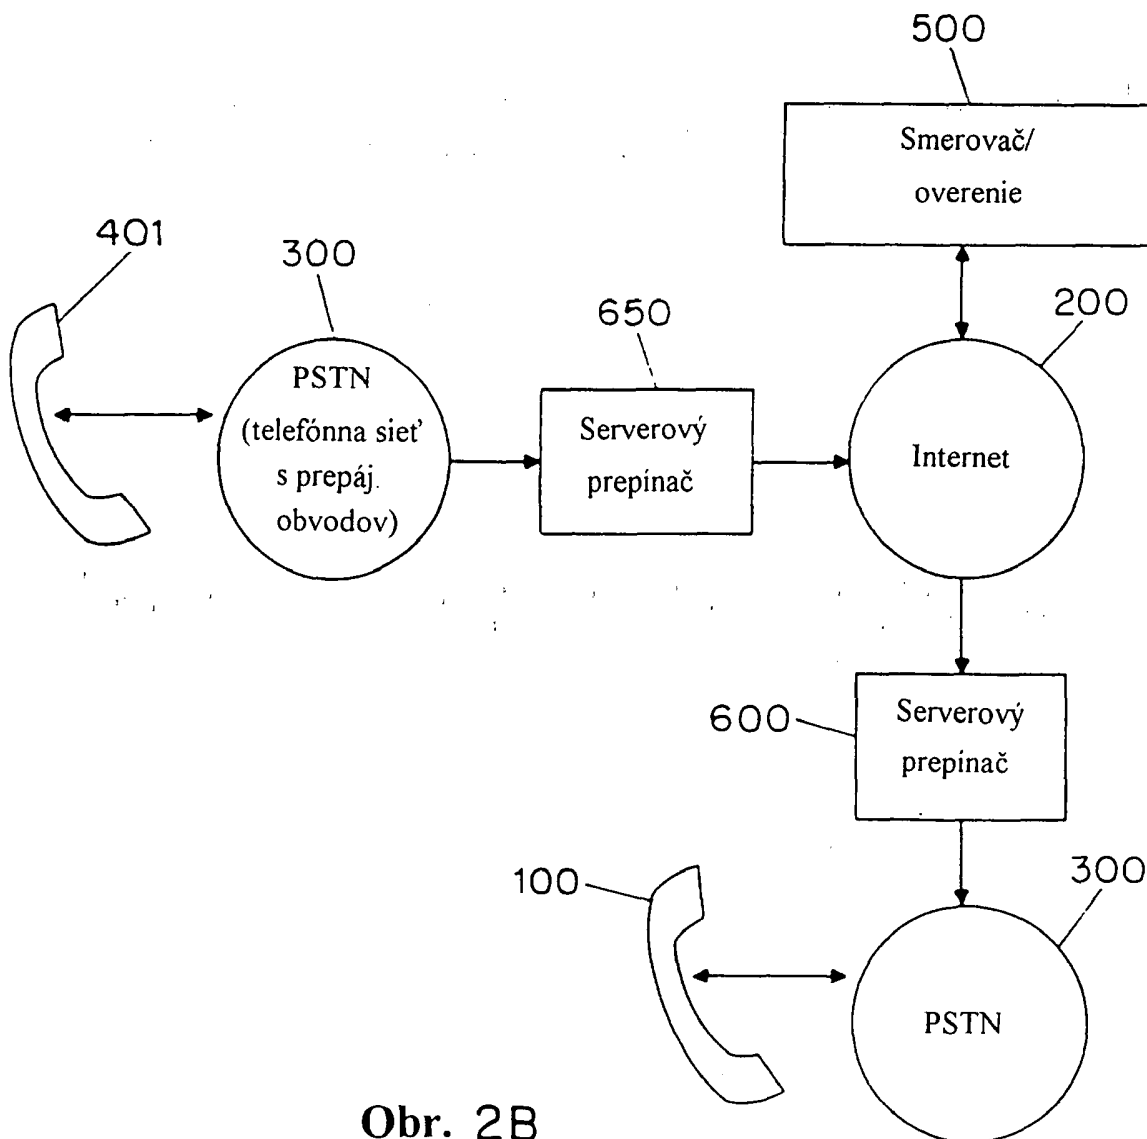 500
Smerovač/
overenie
401
300
650
200
PSTN
(telefónna sieť
s prepáj.
obvodov)
Serverový
prepínač
Internet
600
Serverový
prepínač
100
300
PSTN
Obr. 2B